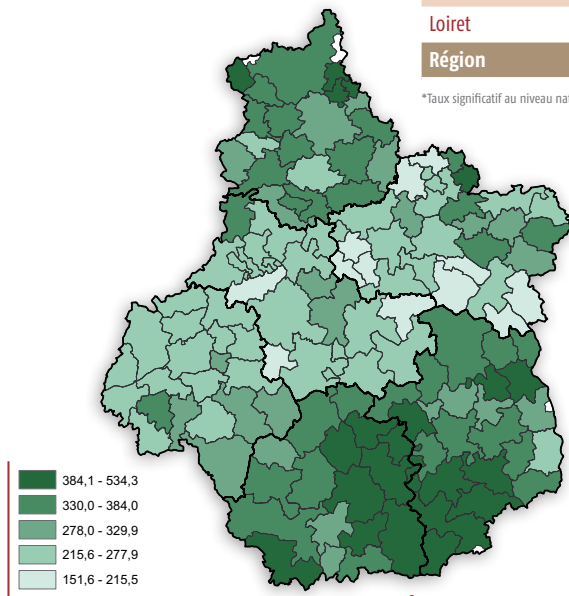 Loiret
Région
*Taux significatif au niveau nat
384,1 - 534,3
330,0 - 384,0
278,0 - 329,9
215,6 - 277,9
151,6 - 215,5